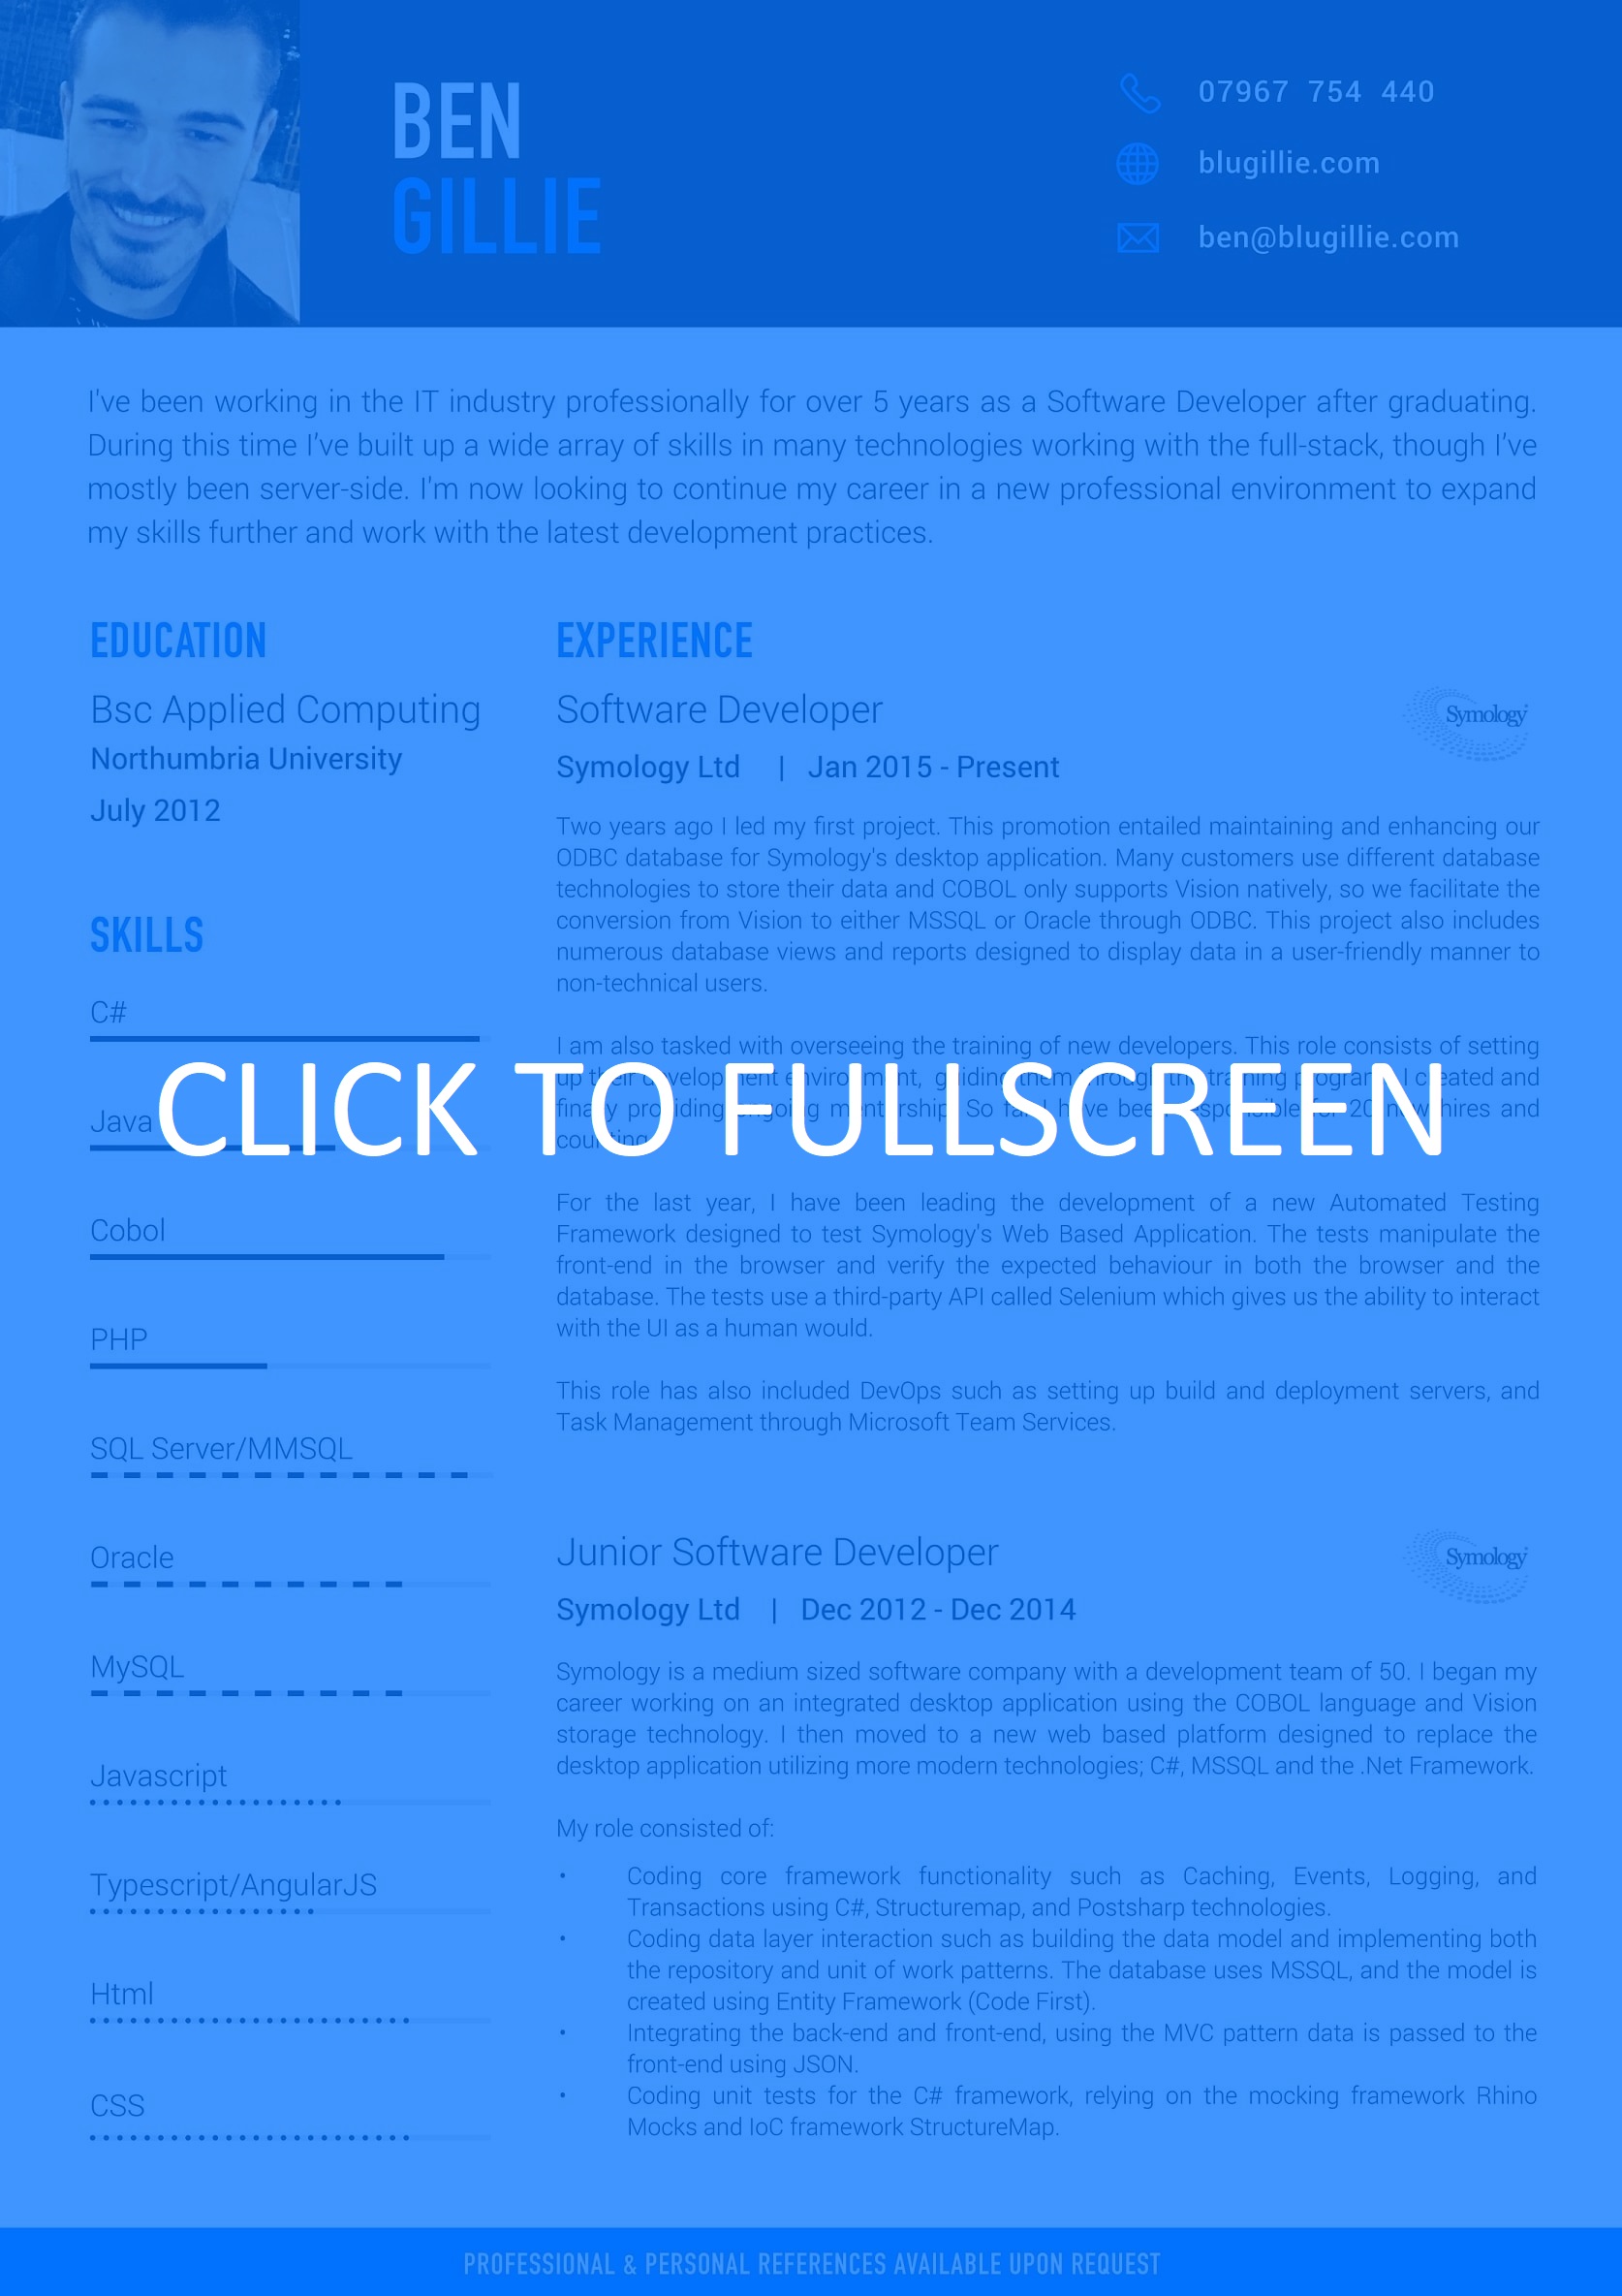 BEN
GILLIE
07967 754 440
blugillie.com
ben@blugillie.com
I've been working in the IT industry professionally for over 5 years as a Software Developer after graduating.
During this time I've built up a wide array of skills in many technologies working with the full-stack, though I've
mostly been server-side. I'm now looking to continue my career in a new professional environment to expand
my skills further and work with the latest development practices.
EDUCATION
Bsc Applied Computing
Northumbria University
July 2012
SKILLS
C#
Java
Cobol
PHP
SQL Server/MMSQL
Oracle
MySQL
Javascript
Typescript/AngularJS
Html
CSS
EXPERIENCE
Software Developer
Symology
Symology Ltd | Jan 2015 - Present
Two years ago I led my first project. This promotion entailed maintaining and enhancing our
ODBC database for Symology's desktop application. Many customers use different database
technologies to store their data and COBOL only supports Vision natively, so we facilitate the
conversion from Vision to either MSSQL or Oracle through ODBC. This project also includes
numerous database views and reports designed to display data in a user-friendly manner to
non-technical users.
I am also tasked with overseeing the training of new developers. This role consists of setting
up their development environment, guiding them through the training program I created and
finally providing ongoing mentorship. So far I have been responsible for 20 new hires and
counting.
CLICK TO FULLSCREEN
For the last year, I have been leading the development of a new Automated Testing
Framework designed to test Symology's Web Based Application. The tests manipulate the
front-end in the browser and verify the expected behaviour in both the browser and the
database. The tests use a third-party API called Selenium which gives us the ability to interact
with the UI as a human would.
This role has also included DevOps such as setting up build and deployment servers, and
Task Management through Microsoft Team Services.
Junior Software Developer
Symology
Symology Ltd | Dec 2012 - Dec 2014
Symology is a medium sized software company with a development team of 50. I began my
career working on an integrated desktop application using the COBOL language and Vision
storage technology. I then moved to a new web based platform designed to replace the
desktop application utilizing more modern technologies; C#, MSSQL and the .Net Framework.
My role consisted of:
• Coding core framework functionality such as Caching, Events, Logging, and
Transactions using C#, Structuremap, and Postsharp technologies.
• Coding data layer interaction such as building the data model and implementing both
the repository and unit of work patterns. The database uses MSSQL, and the model is
created using Entity Framework (Code First).
• Integrating the back-end and front-end, using the MVC pattern data is passed to the
front-end using JSON.
• Coding unit tests for the C# framework, relying on the mocking framework Rhino
Mocks and IoC framework StructureMap.
PROFESSIONAL & PERSONAL REFERENCES AVAILABLE UPON REQUEST